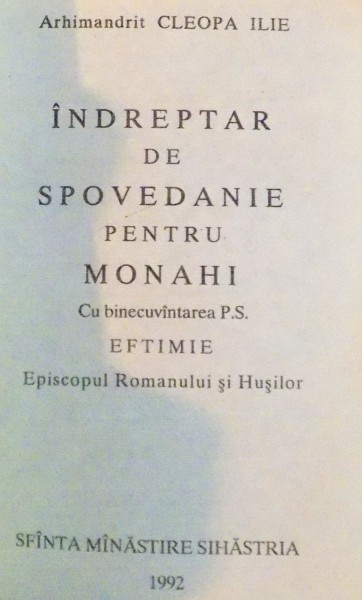 Arhimandrit CLEOPA ILIE
ÎNDREPTAR
DE
SPOVEDANIE
PENTRU
MONAHI
Cu binecuvîntarea P.S.
EFTIMIE
Episcopul Romanului şi Huşilor
SFÎNTA MÎNĂSTIRE SIHĂSTRIA
1992